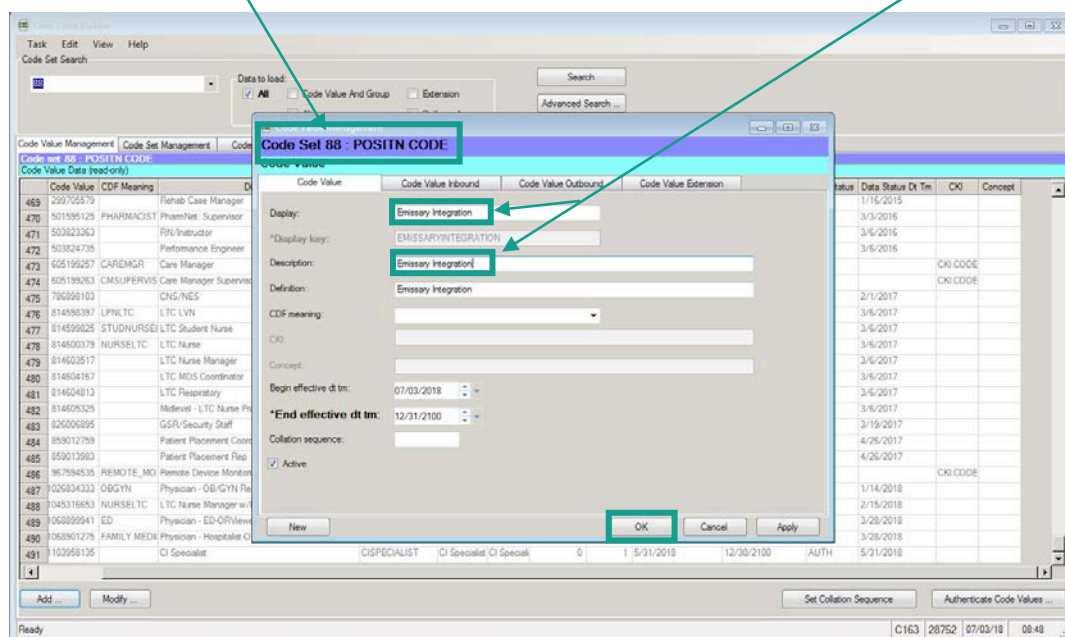 Task Edit View Help
Code Set Search
88
Data to load:
All Code Value And Group Extension
Search
Advanced Search ...
Code Value Management Code Set Management Code
Code set 88 : POSITN CODE
Code Value Data (read-only)
Code Value CDF Meaning Di tatus Data Status Dt Tm CKI Concept
469 299705579 Rehab Case Manager 1/16/2015
470 501595125 PHARMACIST PharmNet: Supervisor 3/3/2016
471 503823363 RN/Instructor 3/6/2016
472 503824735 Performance Engineer 3/6/2016
473 605199257 CAREMGR Care Manager CKI.CODE
474 605199263 CMSUPERVIS Care Manager Supervisor CKI.CODE
475 786898103 CNS/NES 2/1/2017
476 814598397 LPNLTC LTC LVN 3/6/2017
477 814599825 STUDNURSE LTC Student Nurse 3/6/2017
478 814600379 NURSELTC LTC Nurse 3/6/2017
479 814603517 LTC Nurse Manager 3/6/2017
480 814604167 LTC MDS Coordinator 3/6/2017
481 814604813 LTC Respiratory 3/6/2017
482 814605325 Midlevel - LTC Nurse Pr 3/6/2017
483 826006895 GSR/Security Staff 3/19/2017
484 859012759 Patient Placement Coor 4/26/2017
485 859013983 Patient Placement Rep 4/26/2017
486 967594535 REMOTE_MO Remote Device Monitori CKI.CODE
487 1026834333 OBGYN Physician - OB/GYN Re 1/14/2018
488 1045316653 NURSELTC LTC Nurse Manager w/ 2/15/2018
489 1068899941 ED Physician - ED-ORView 3/28/2018
490 1068901275 FAMILY MEDI Physician - Hospitalist-O 3/28/2018
491 1103958135 CI Specialist CISPECIALIST CI Specialist CI Speciali 0 1 5/31/2018 12/30/2100 AUTH 5/31/2018
Code Value Management
Code Set 88 : POSITN CODE
Code Value
Code Value Code Value Inbound Code Value Outbound Code Value Extension
Display: Emissary Integration
*Display key: EMISSARYINTEGRATION
Description: Emissary Integration
Definition: Emissary Integration
CDF meaning:
CKI:
Concept:
Begin effective dt tm: 07/03/2018
*End effective dt tm: 12/31/2100
Collation sequence:
Active
New OK Cancel Apply
Add ... Modify ... Set Collation Sequence Authenticate Code Values ...
Ready C163 28752 07/03/18 08:48